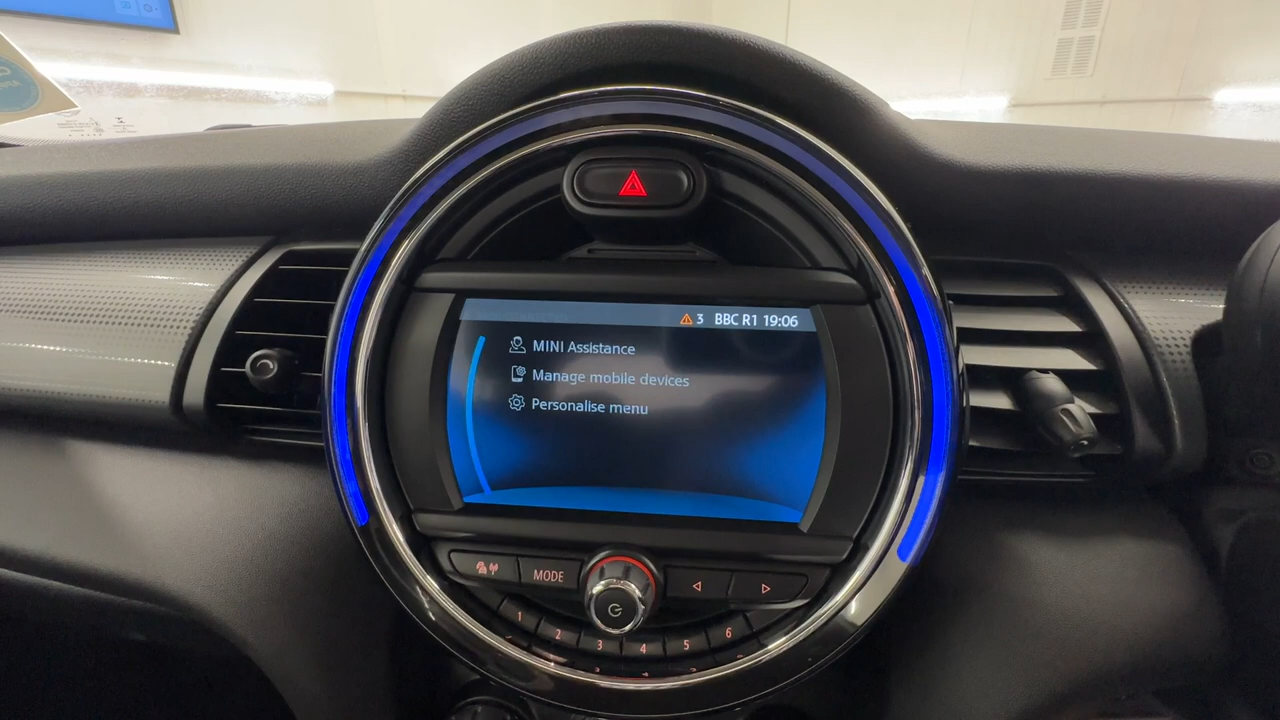 3 BBC R1 19:06
MINI Assistance
Manage mobile devices
Personalise menu
MODE
1 2 3 4 5 6